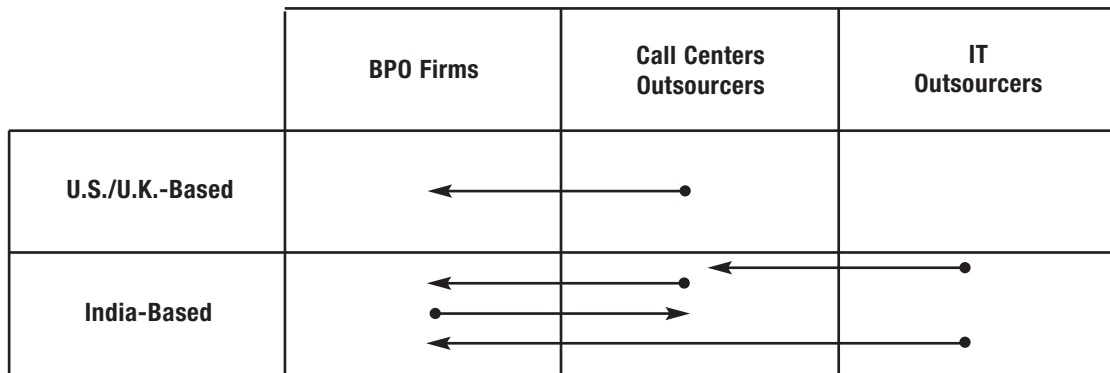 BPO Firms
Call Centers
Outsourcers
IT
Outsourcers
U.S./U.K.-Based
India-Based